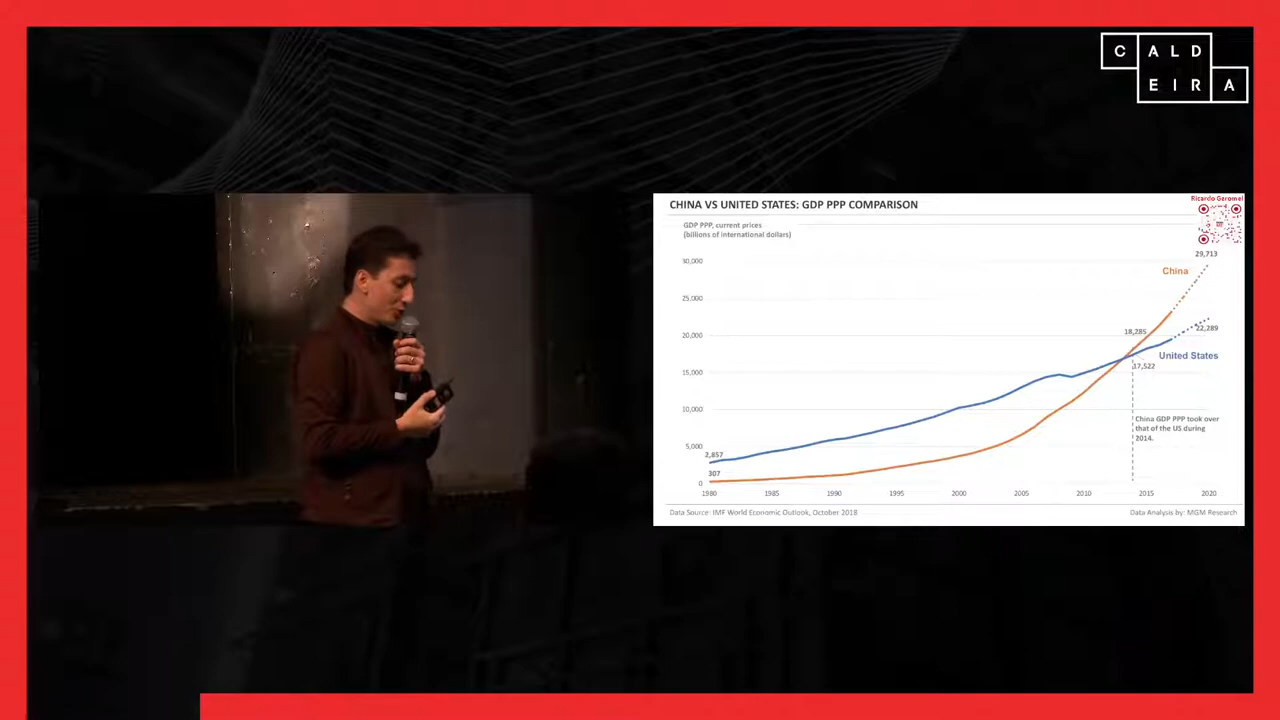 C A L D
E I R A
CHINA VS UNITED STATES: GDP PPP COMPARISON
Ricardo Geromel
GDP PPP, current prices
(billions of international dollars)
30,000
25,000
20,000
15,000
10,000
5,000
0
2,857
307
29,713
China
18,285
22,289
United States
17,522
China GDP PPP took over
that of the US during
2014.
1980
1985
1990
1995
2000
2005
2010
2015
2020
Data Source: IMF World Economic Outlook, October 2018
Data Analysis by: MGM Research